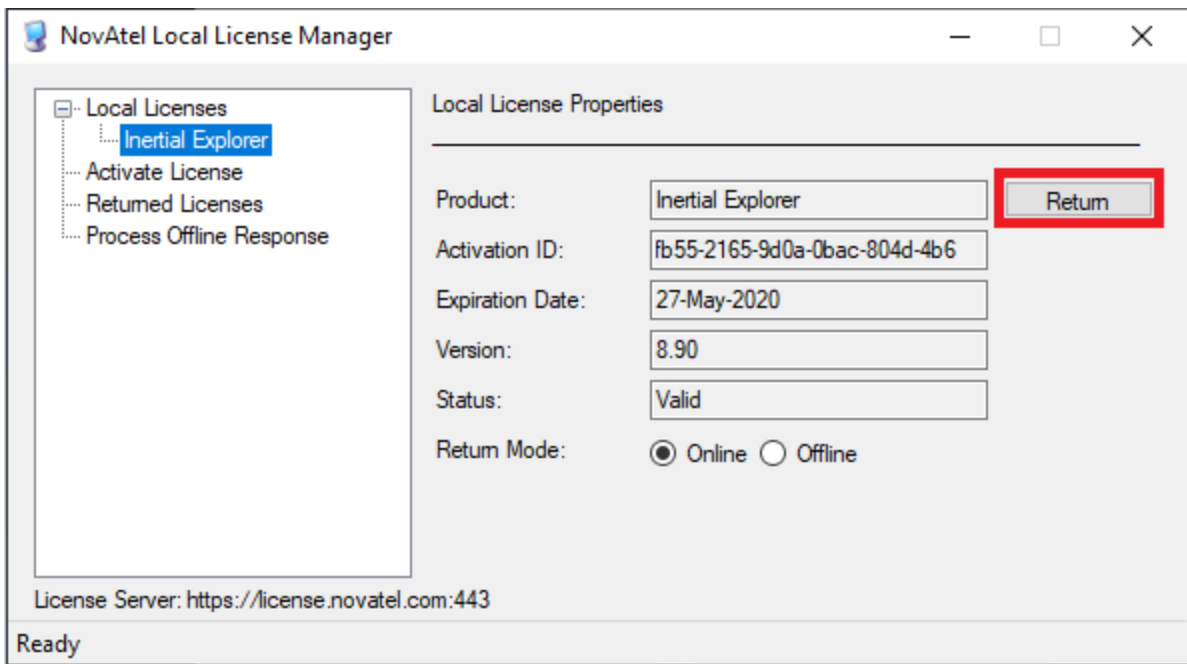 NovAtel Local License Manager
Local Licenses
Inertial Explorer
Activate License
Returned Licenses
Process Offline Response
Local License Properties
Product: Inertial Explorer Return
Activation ID: fb55-2165-9d0a-0bac-804d-4b6
Expiration Date: 27-May-2020
Version: 8.90
Status: Valid
Return Mode: Online Offline
License Server: https://license.novatel.com:443
Ready